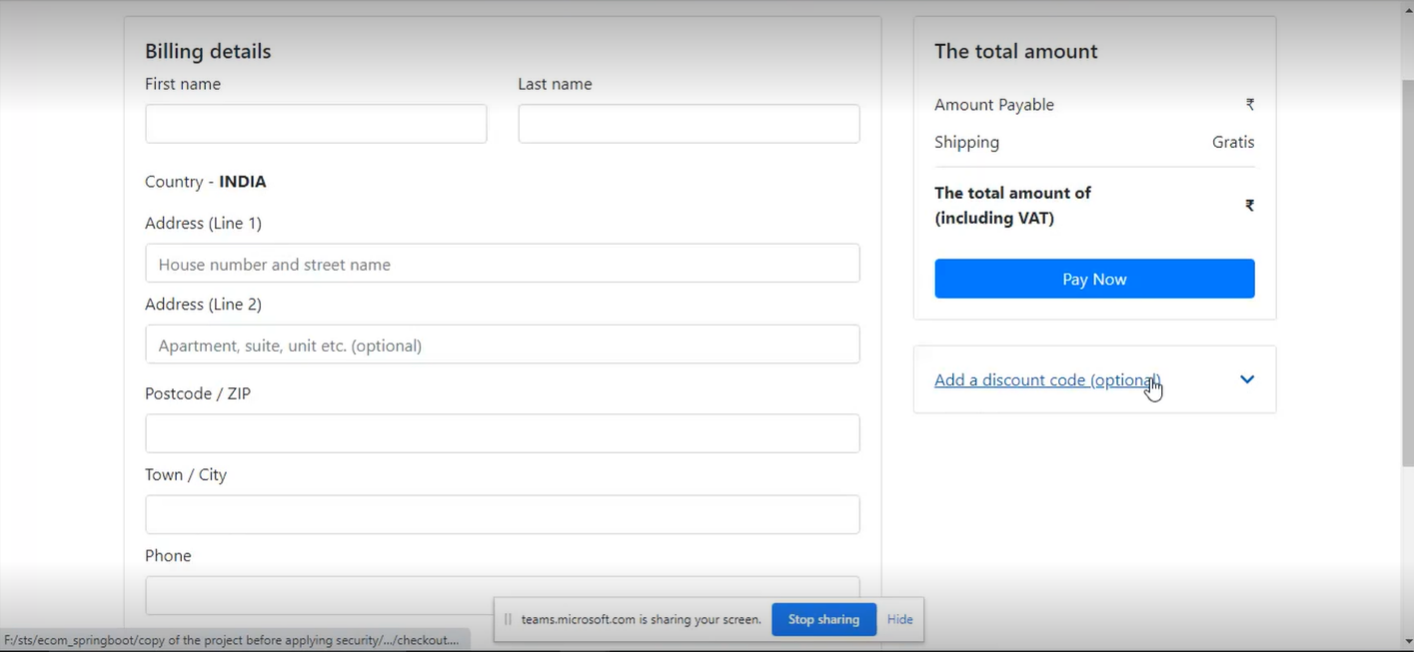 Billing details
First name
Last name
Country - INDIA
Address (Line 1)
House number and street name
Address (Line 2)
Apartment, suite, unit etc. (optional)
Postcode / ZIP
Town / City
Phone
The total amount
Amount Payable ₹
Shipping Gratis
The total amount of
(including VAT) ₹
Pay Now
Add a discount code (optional)
teams.microsoft.com is sharing your screen. Stop sharing Hide
F:/sts/ecom_springboot/copy of the project before applying security/.../checkout....